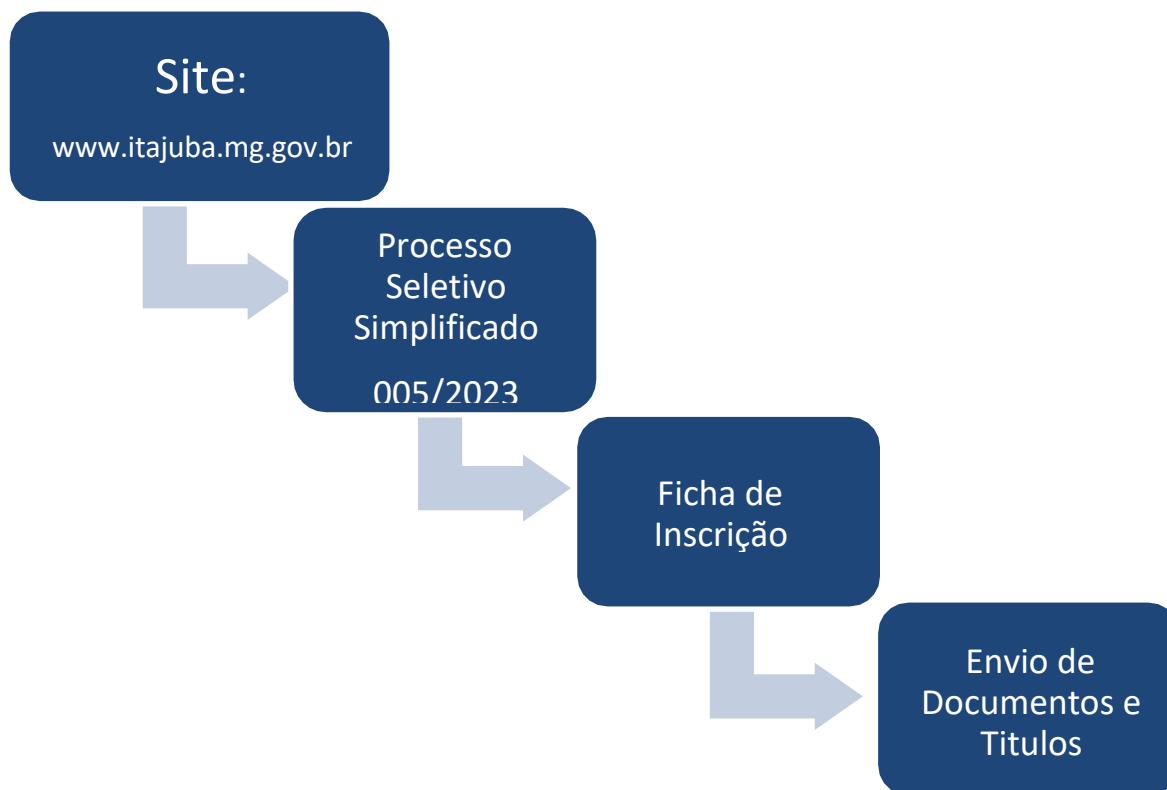 Site:
www.itajuba.mg.gov.br
Processo
Seletivo
Simplificado
005/2023
Ficha de
Inscrição
Envio de
Documentos e
Titulos